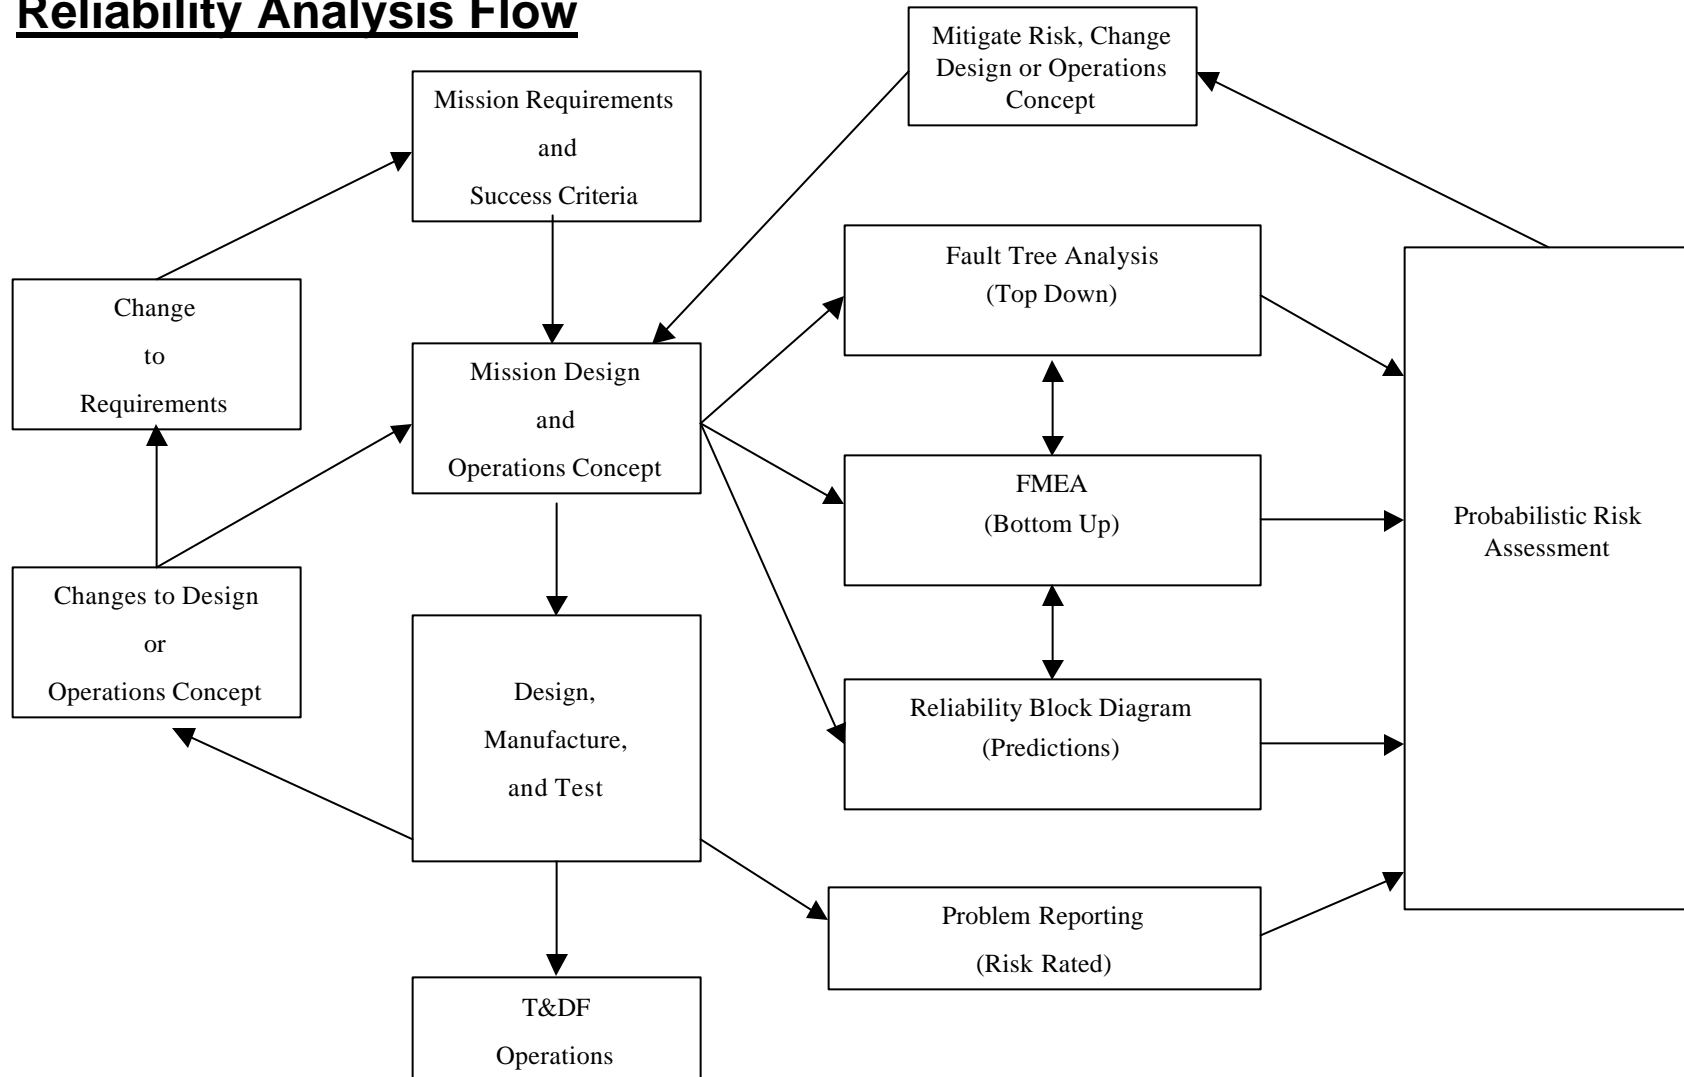 Reliability Analysis Flow
Mitigate Risk, Change
Design or Operations
Concept
Mission Requirements
and
Success Criteria
Fault Tree Analysis
(Top Down)
Change
to
Requirements
Mission Design
and
Operations Concept
FMEA
(Bottom Up)
Probabilistic Risk
Assessment
Changes to Design
or
Operations Concept
Design,
Manufacture,
and Test
Reliability Block Diagram
(Predictions)
Problem Reporting
(Risk Rated)
T&DF
Operations